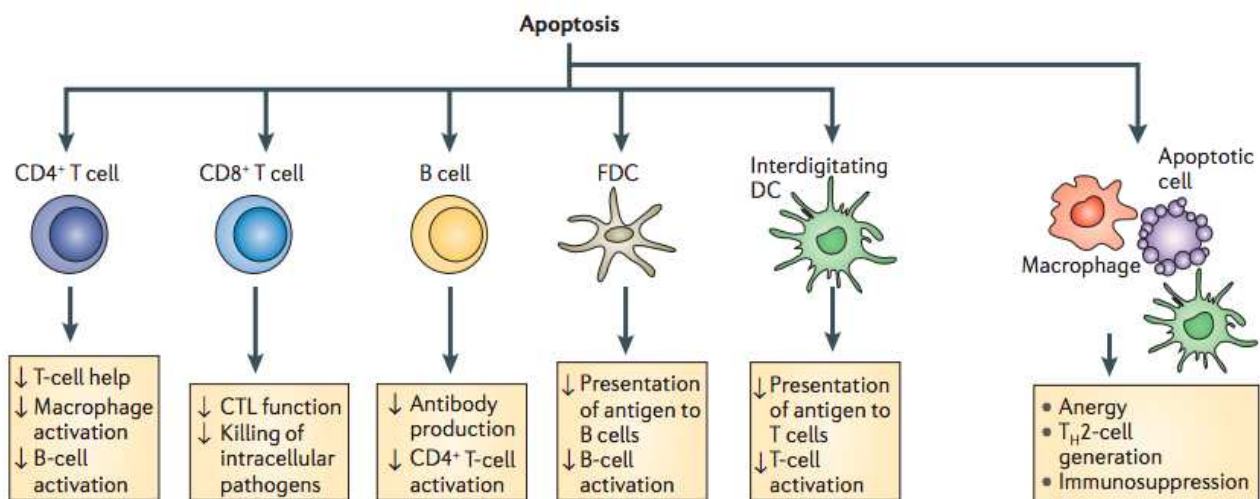 Apoptosis
CD4⁺ T cell
CD8⁺ T cell
B cell
FDC
Interdigitating
DC
Apoptotic
cell
Macrophage
↓ T-cell help
↓ Macrophage
activation
↓ B-cell
activation
↓ CTL function
↓ Killing of
intracellular
pathogens
↓ Antibody
production
↓ CD4⁺ T-cell
activation
↓ Presentation
of antigen to
B cells
↓ B-cell
activation
↓ Presentation
of antigen to
T cells
↓ T-cell
activation
• Anergy
• T_H2-cell
generation
• Immunosuppression